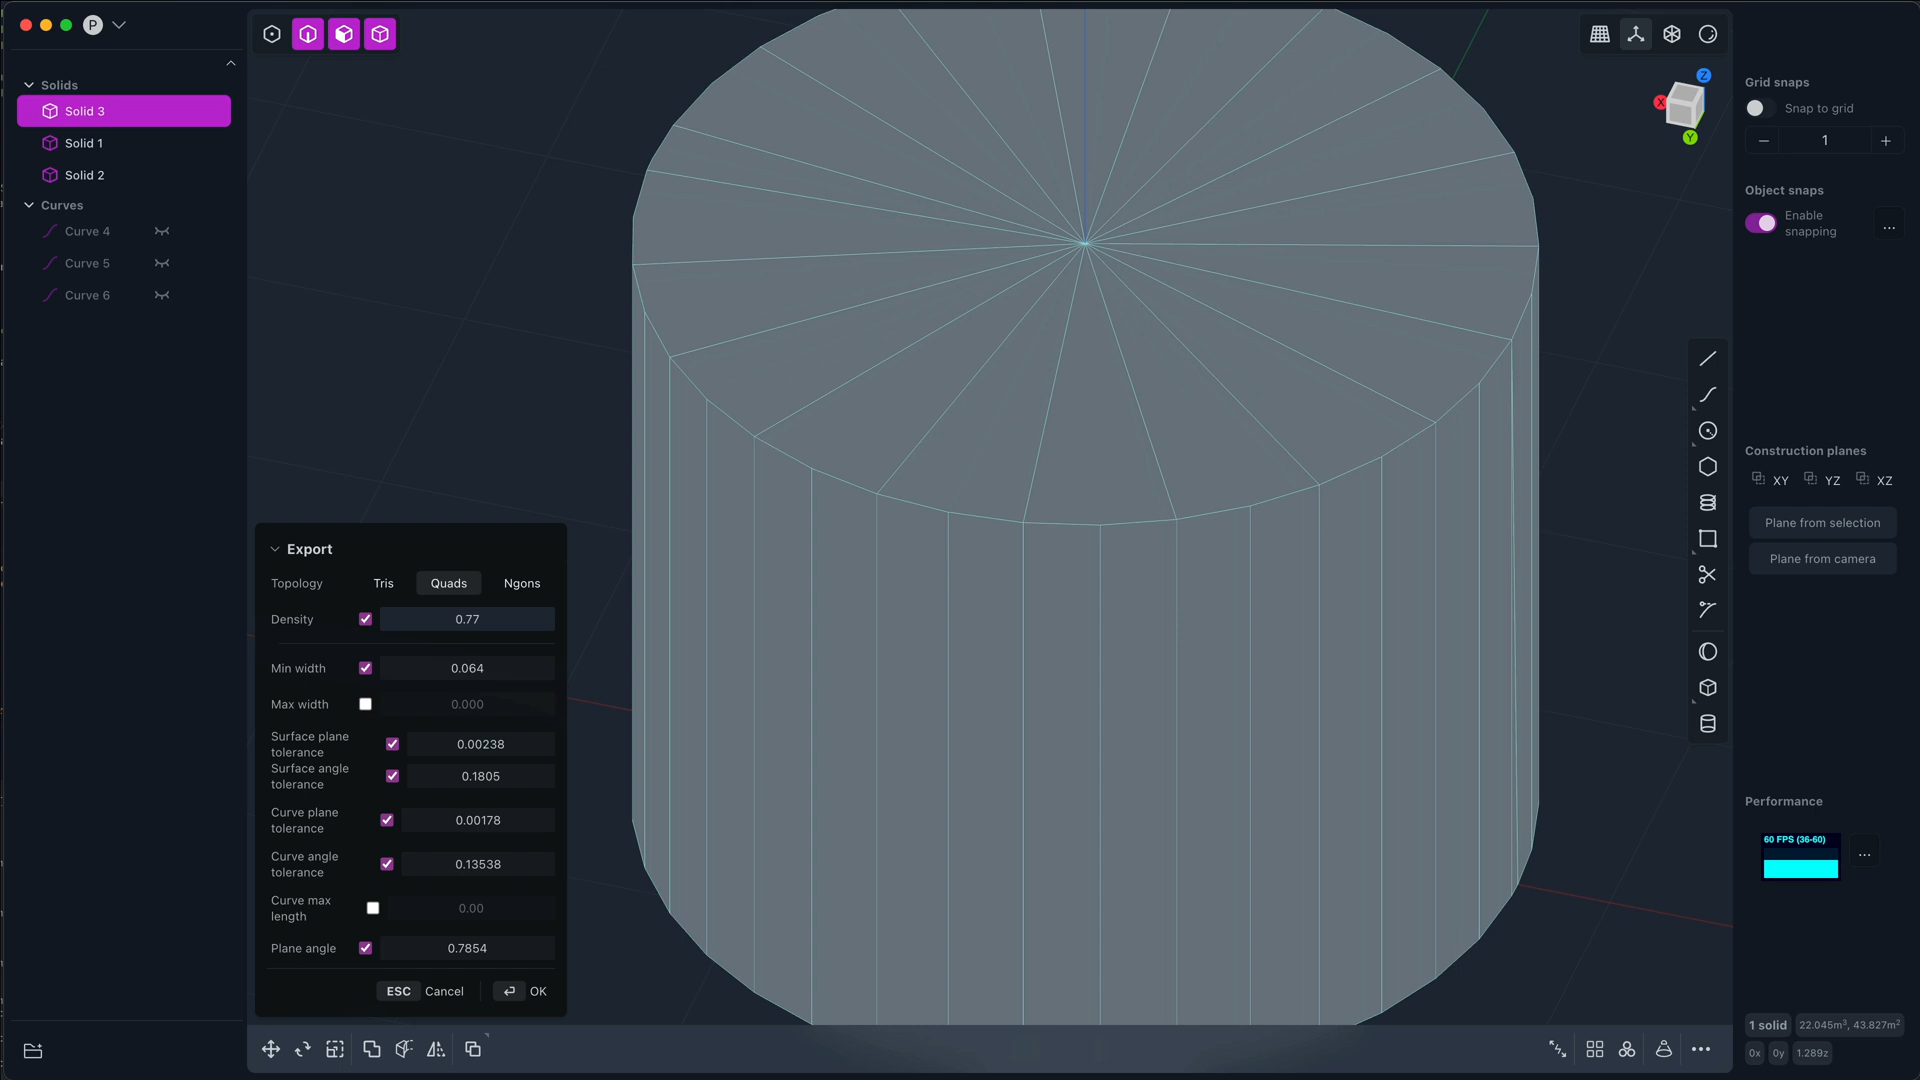 P
Solids
Solid 3
Solid 1
Solid 2
Curves
Curve 4
Curve 5
Curve 6
Export
Topology Tris Quads Ngons
Density 0.77
Min width 0.064
Max width 0.000
Surface plane tolerance 0.00238
Surface angle tolerance 0.1805
Curve plane tolerance 0.00178
Curve angle tolerance 0.13538
Curve max length 0.00
Plane angle 0.7854
ESC Cancel OK
Z
X
Y
Grid snaps
Snap to grid
1
Object snaps
Enable snapping
...
Construction planes
XY YZ XZ
Plane from selection
Plane from camera
Performance
60 FPS (36-60)
...
1 solid 22.045m³, 43.827m²
0x 0y 1.289z